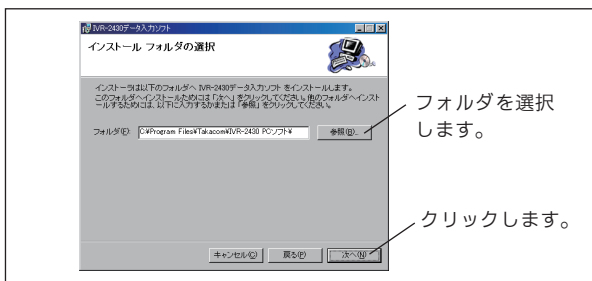 IVR-2430データ入力ソフト
インストール フォルダの選択
インストーラは以下のフォルダへ IVR-2430データ入力ソフト をインストールします。
このフォルダへインストールするためには「次へ」をクリックしてください。他のフォルダへインスト
ールするためには、以下に入力するかまたは「参照」をクリックしてください。
フォルダ(F): C:¥Program Files¥Takacom¥IVR-2430 PCソフト¥ 参照(R)...
フォルダを選択
します。
クリックします。
キャンセル(C) 戻る(P) 次へ(N)